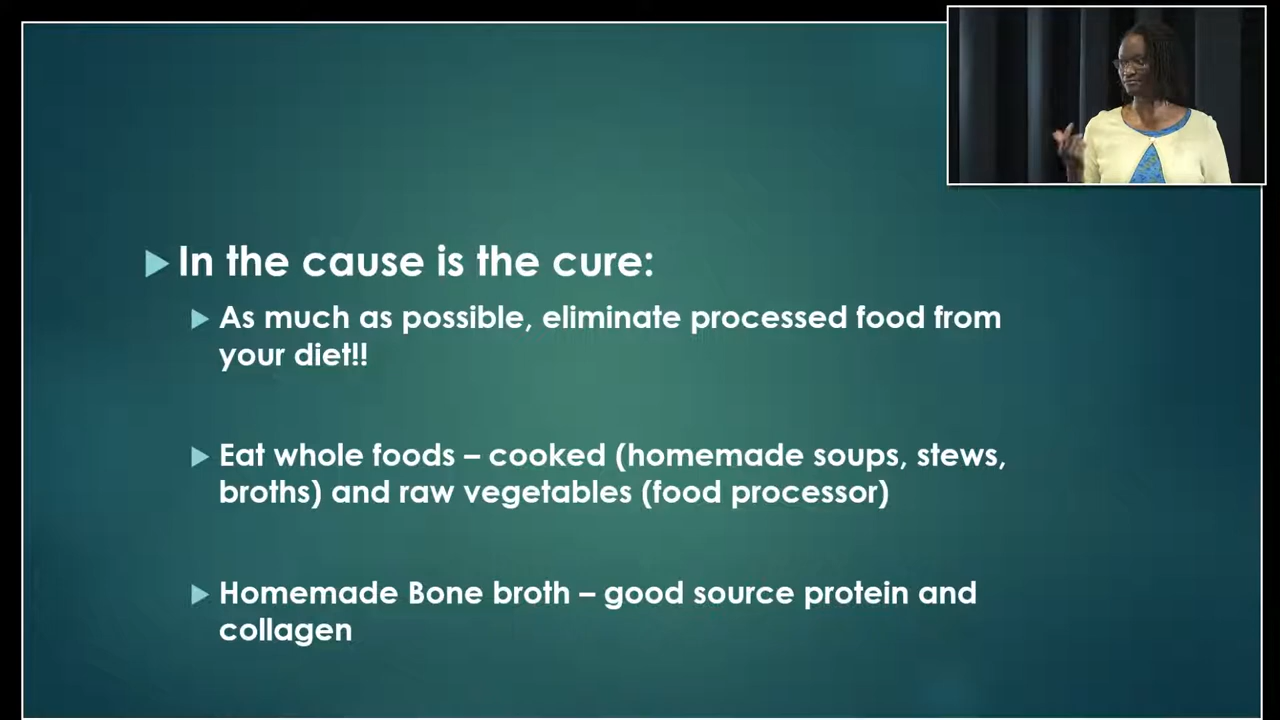 In the cause is the cure:
As much as possible, eliminate processed food from
your diet!!
Eat whole foods – cooked (homemade soups, stews,
broths) and raw vegetables (food processor)
Homemade Bone broth – good source protein and
collagen